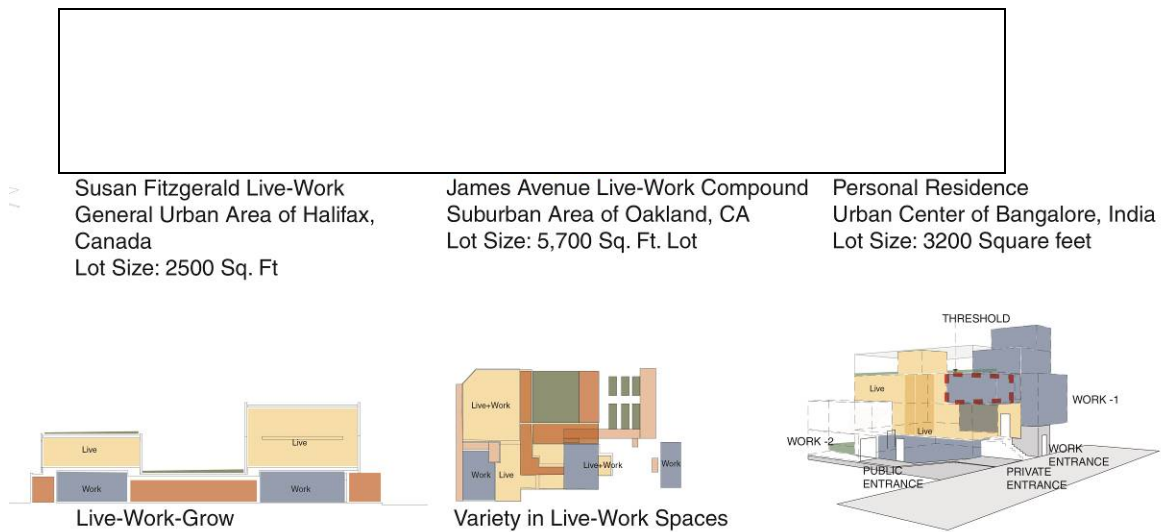 Susan Fitzgerald Live-Work
General Urban Area of Halifax,
Canada
Lot Size: 2500 Sq. Ft
James Avenue Live-Work Compound
Suburban Area of Oakland, CA
Lot Size: 5,700 Sq. Ft. Lot
Personal Residence
Urban Center of Bangalore, India
Lot Size: 3200 Square feet
Live
Live
Work
Work
Live-Work-Grow
Live+Work
Work
Live
Live+Work
Work
Variety in Live-Work Spaces
THRESHOLD
Live
WORK -1
Live
WORK -2
WORK
ENTRANCE
PUBLIC
ENTRANCE
PRIVATE
ENTRANCE